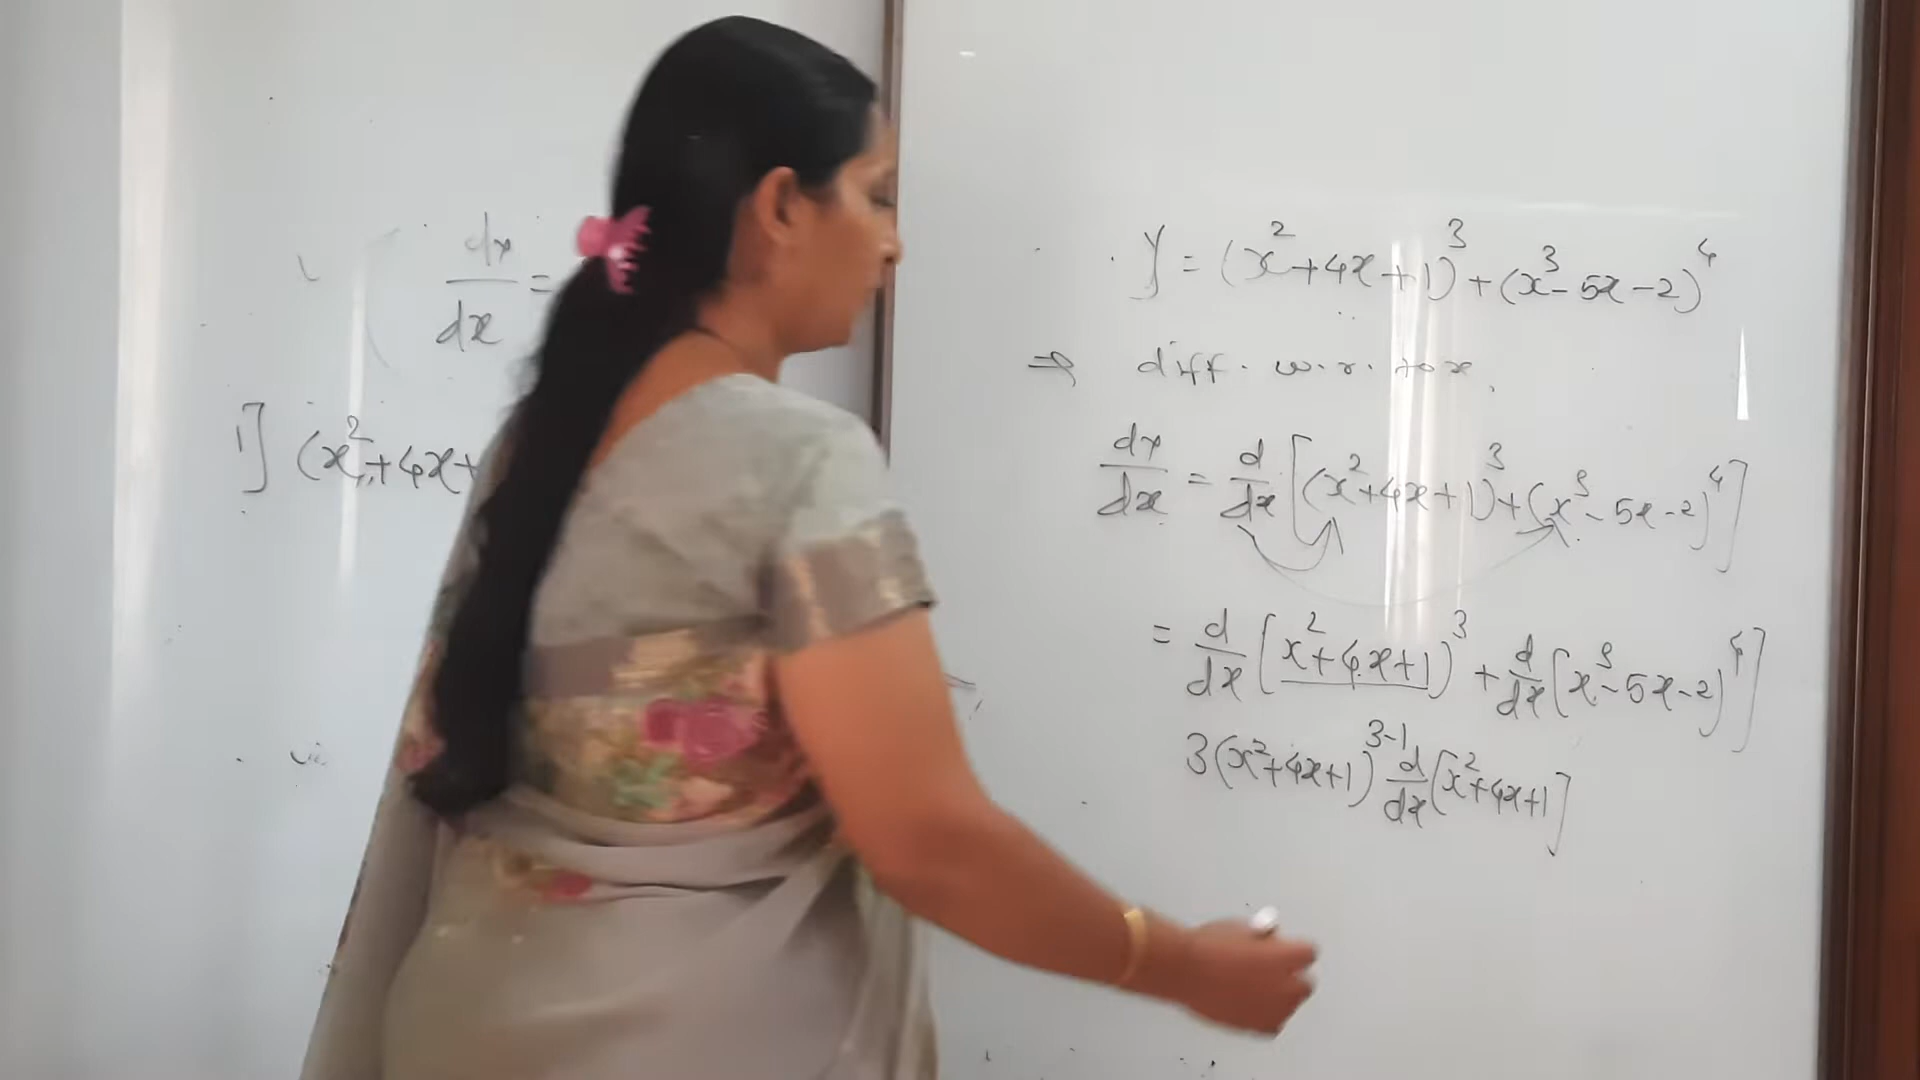 dy/dx =
1] (x²+4x+
y = (x²+4x+1)³+(x³-5x-2)⁴
⇒ diff. w.r. to x.
dy/dx = d/dx [(x²+4x+1)³+(x³-5x-2)⁴]
= d/dx (x²+4x+1)³ + d/dx [x³-5x-2)⁴]
3(x²+4x+1)³⁻¹ d/dx (x²+4x+1]